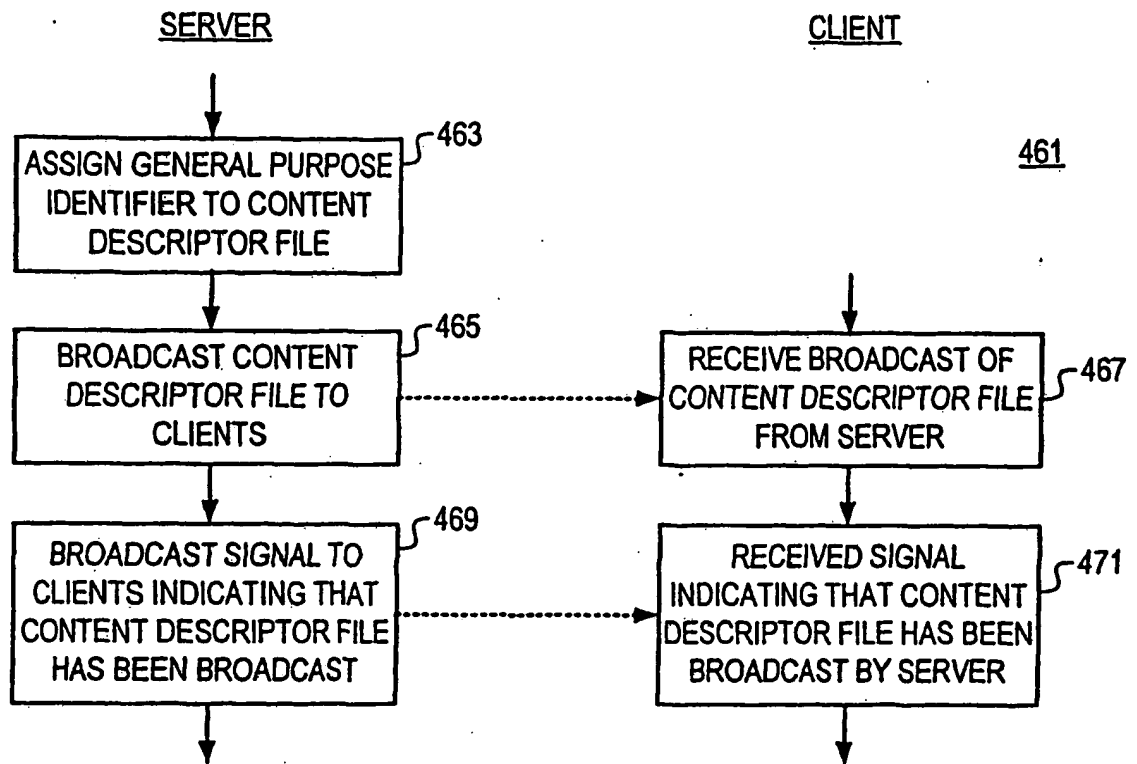 SERVER
CLIENT
463
461
ASSIGN GENERAL PURPOSE
IDENTIFIER TO CONTENT
DESCRIPTOR FILE
465
BROADCAST CONTENT
DESCRIPTOR FILE TO
CLIENTS
RECEIVE BROADCAST OF
CONTENT DESCRIPTOR FILE
FROM SERVER
467
469
BROADCAST SIGNAL TO
CLIENTS INDICATING THAT
CONTENT DESCRIPTOR FILE
HAS BEEN BROADCAST
RECEIVED SIGNAL
INDICATING THAT CONTENT
DESCRIPTOR FILE HAS BEEN
BROADCAST BY SERVER
471